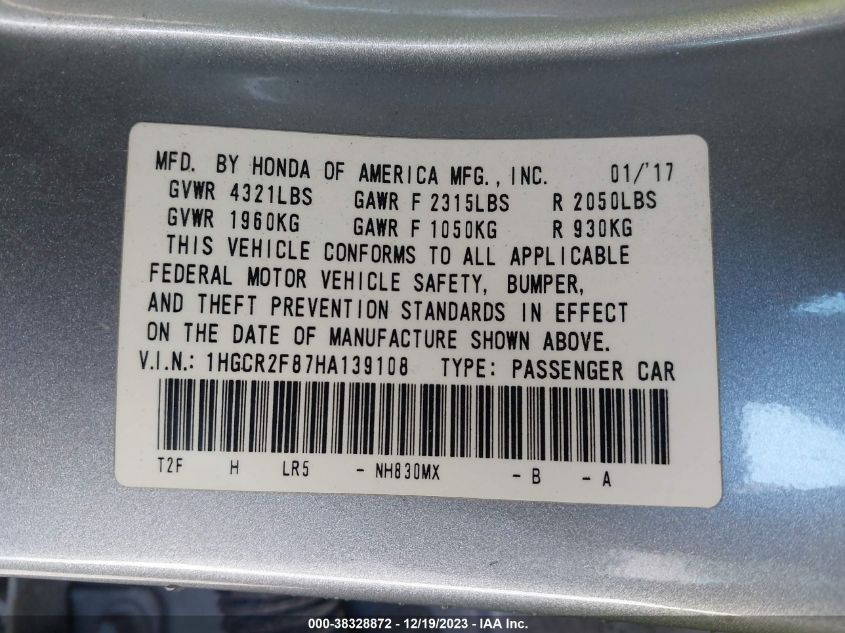 MFD. BY HONDA OF AMERICA MFG., INC. 01/'17
GVWR 4321LBS GAWR F 2315LBS R 2050LBS
GVWR 1960KG GAWR F 1050KG R 930KG
THIS VEHICLE CONFORMS TO ALL APPLICABLE
FEDERAL MOTOR VEHICLE SAFETY, BUMPER,
AND THEFT PREVENTION STANDARDS IN EFFECT
ON THE DATE OF MANUFACTURE SHOWN ABOVE.
V.I.N.: 1HGCR2F87HA139108 TYPE: PASSENGER CAR
T2F H LR5 - NH830MX - B - A
000-38328872 - 12/19/2023 - IAA Inc.